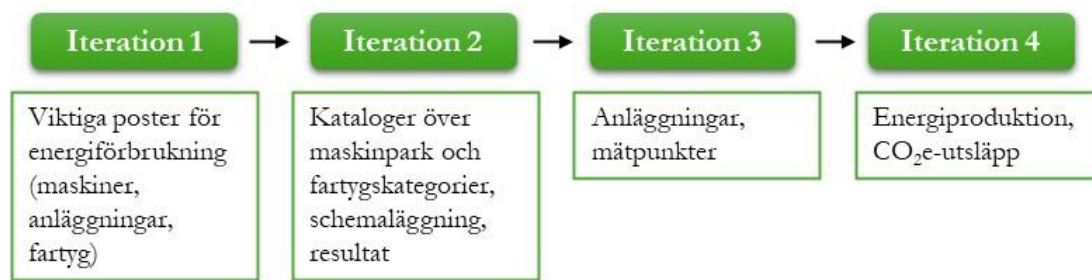 Iteration 1
Iteration 2
Iteration 3
Iteration 4
Viktiga poster för
energiförbrukning
(maskiner,
anläggningar,
fartyg)
Kataloger över
maskinpark och
fartygskategorier,
schemaläggning,
resultat
Anläggningar,
mätpunkter
Energiproduktion,
CO₂e-utsläpp